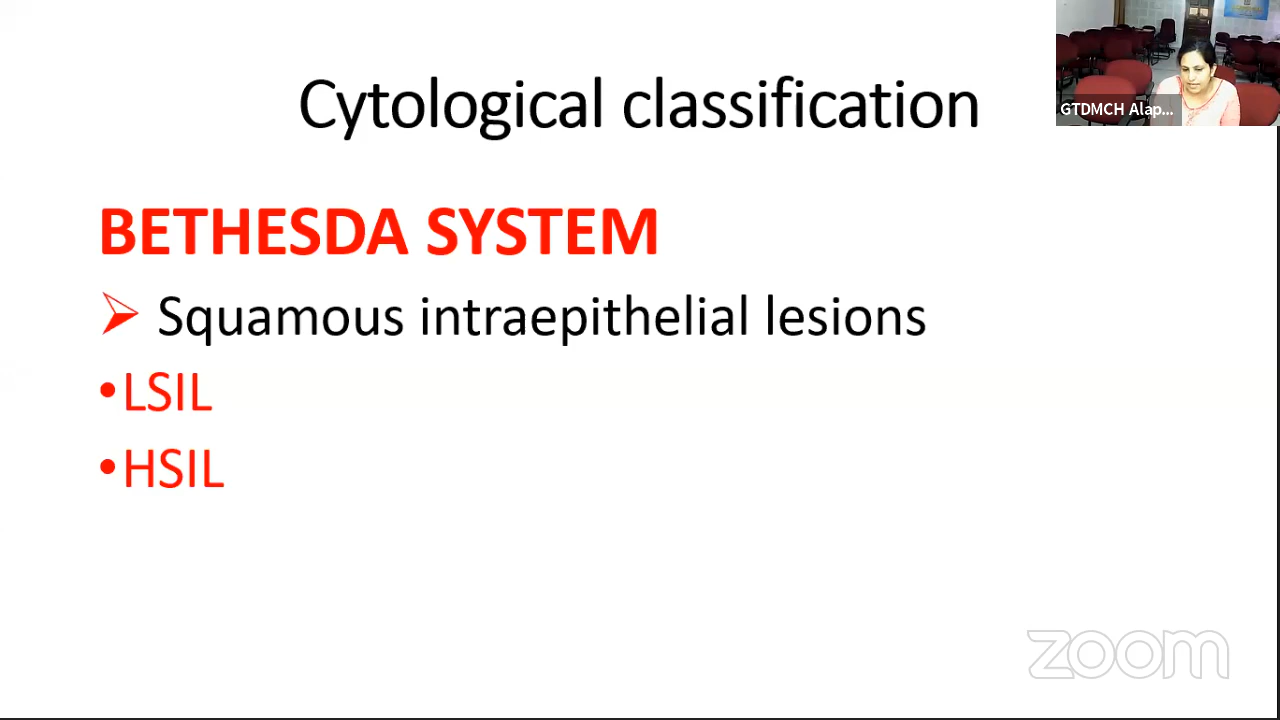 Cytological classification
GTDMCH Alap...
BETHESDA SYSTEM
➢ Squamous intraepithelial lesions
•LSIL
•HSIL
zoom